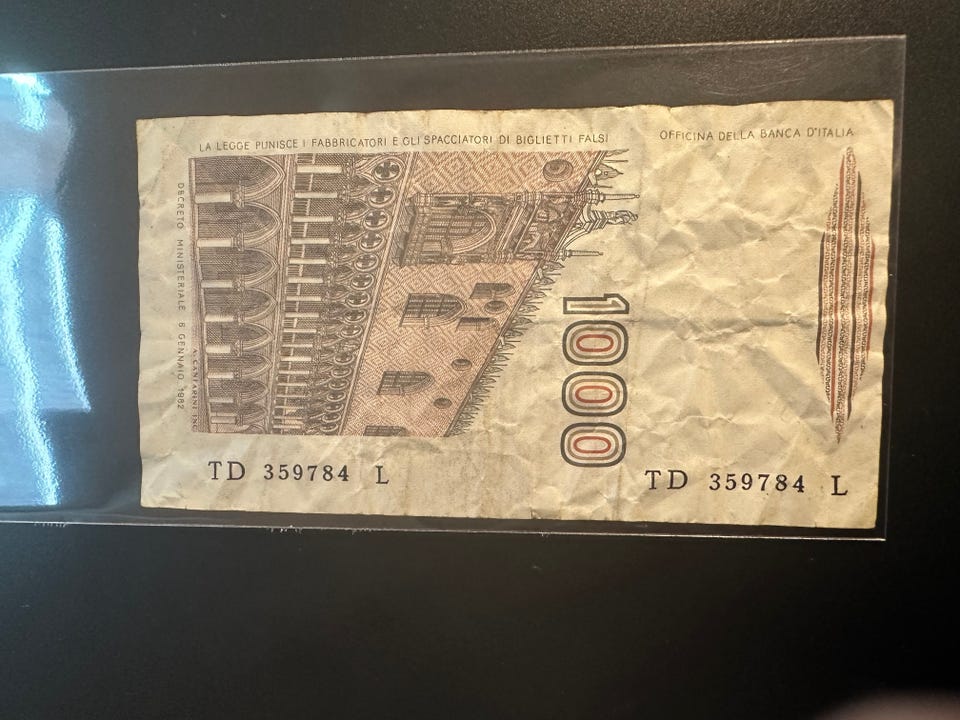 LA LEGGE PUNISCE I FABBRICATORI E GLI SPACCIATORI DI BIGLIETTI FALSI
OFFICINA DELLA BANCA D'ITALIA
DECRETO MINISTERIALE 6 GENNAIO 1982
1000
TD 359784 L
TD 359784 L